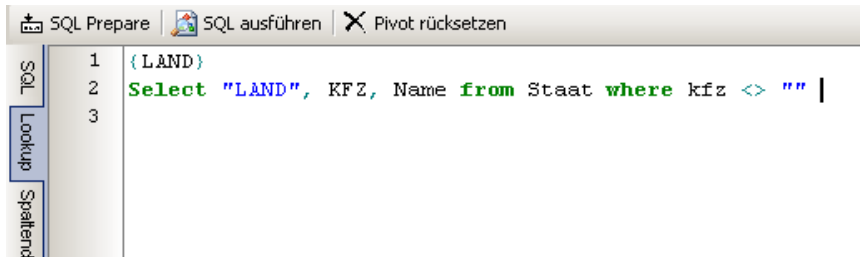 SQL Prepare SQL ausführen Pivot rücksetzen
SQL
Lookup
Spaltend
1 {LAND}
2 Select "LAND", KFZ, Name from Staat where kfz <> ""
3